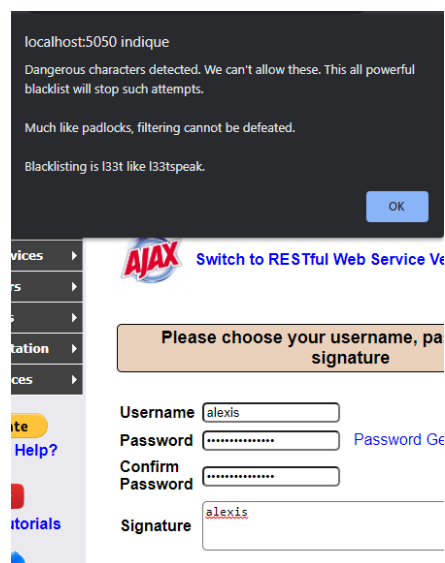 localhost:5050 indique
Dangerous characters detected. We can't allow these. This all powerful
blacklist will stop such attempts.
Much like padlocks, filtering cannot be defeated.
Blacklisting is l33t like l33tspeak.
OK
vices
AJAX
Switch to RESTful Web Service Ve
rs
s
tation
ces
Please choose your username, pa
signature
Username alexis
Password ••••••••••••••• Password Ge
Confirm
Password •••••••••••••••
Signature alexis
te
Help?
utorials